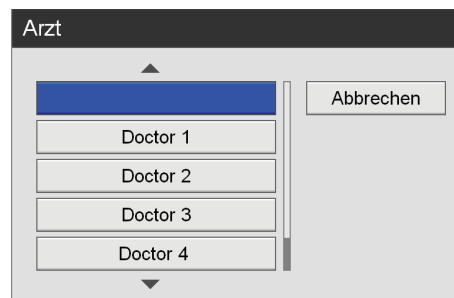 Arzt
Abbrechen
Doctor 1
Doctor 2
Doctor 3
Doctor 4